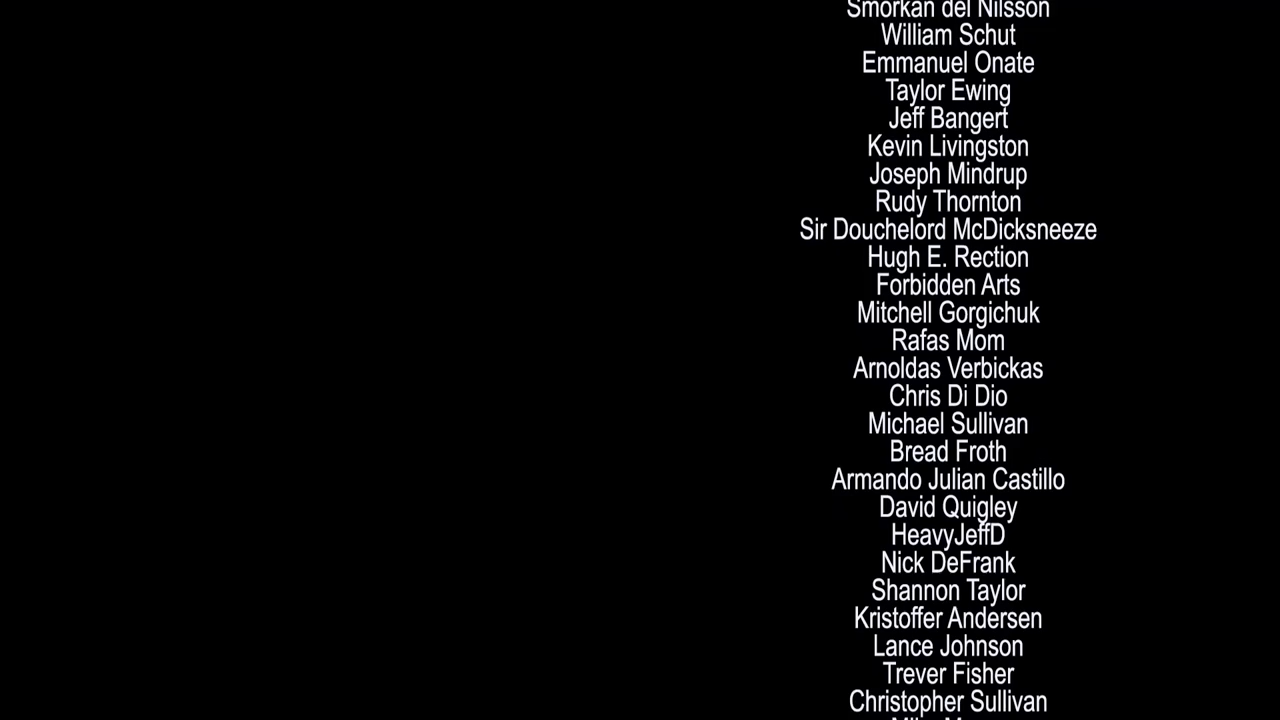 Smorkan del Nilsson
William Schut
Emmanuel Onate
Taylor Ewing
Jeff Bangert
Kevin Livingston
Joseph Mindrup
Rudy Thornton
Sir Douchelord McDicksneeze
Hugh E. Rection
Forbidden Arts
Mitchell Gorgichuk
Rafas Mom
Arnoldas Verbickas
Chris Di Dio
Michael Sullivan
Bread Froth
Armando Julian Castillo
David Quigley
HeavyJeffD
Nick DeFrank
Shannon Taylor
Kristoffer Andersen
Lance Johnson
Trever Fisher
Christopher Sullivan